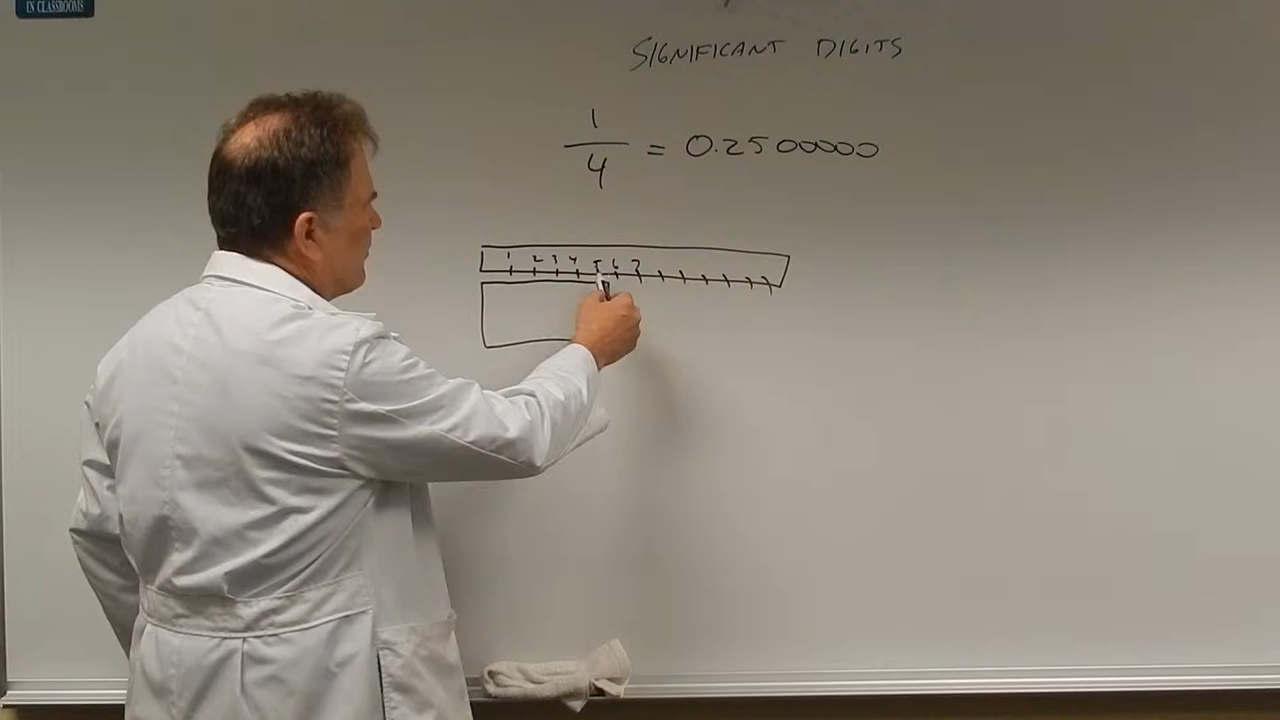 IN CLASSROOMS
SIGNIFICANT DIGITS
1
4 = 0.2500000
1 2 3 4 5 6 7